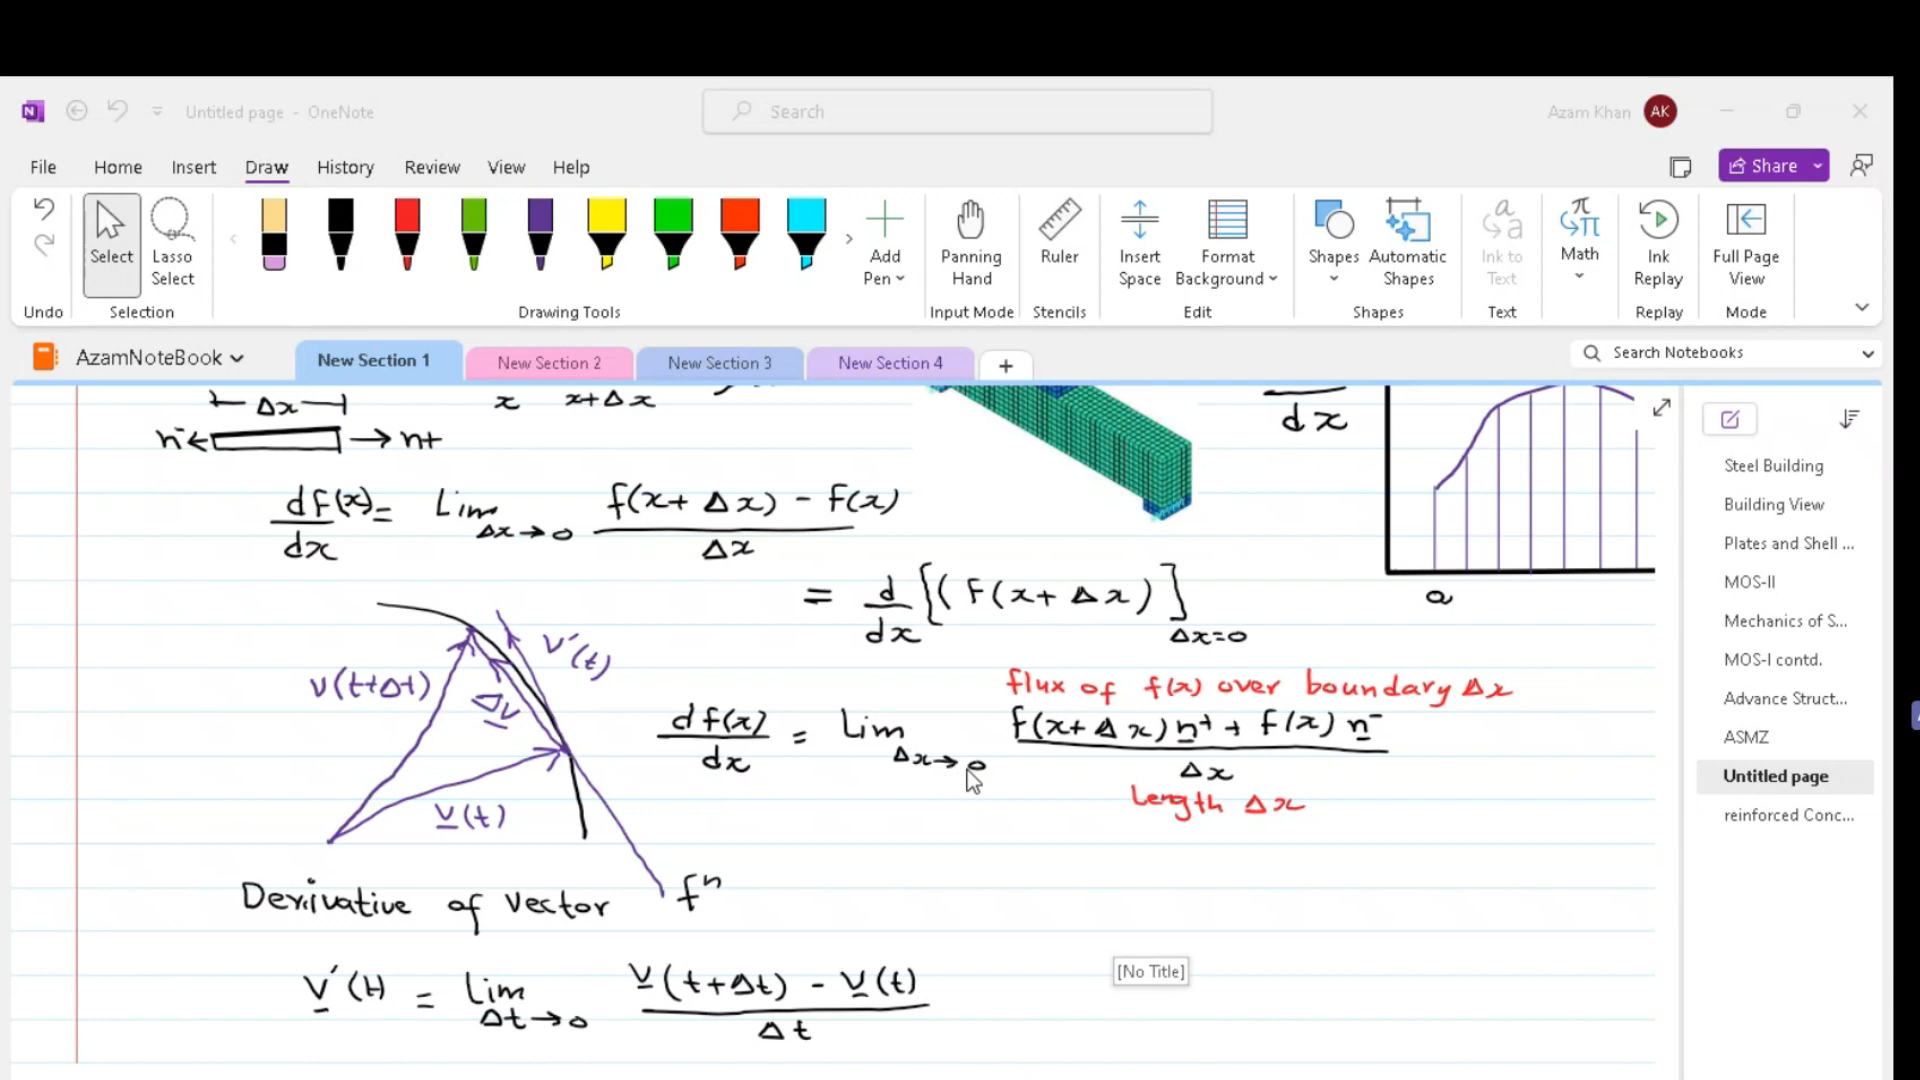 Untitled page - OneNote
Search
Azam Khan AK
File Home Insert Draw History Review View Help
Share
Select
Lasso Select
Add Pen
Panning Hand
Ruler
Insert Space
Format Background
Shapes
Automatic Shapes
Ink to Text
Math
Ink Replay
Full Page View
Undo Selection Drawing Tools Input Mode Stencils Edit Shapes Text Replay Mode
AzamNoteBook New Section 1 New Section 2 New Section 3 New Section 4 +
Search Notebooks
Δx x x+Δx
dx
n- ← → n+
dF(x)/dx = Lim Δx→0 f(x+Δx) - F(x) / Δx
= d/dx [(F(x+Δx)] Δx=0
a
V(t+Δt) ΔV V′(t)
V(t)
flux of f(x) over boundary Δx
df(x)/dx = Lim Δx→0 F(x+Δx) n+ + F(x) n- / Δx
Length Δx
Derivative of vector fⁿ
V′(t) = Lim Δt→0 V(t+Δt) - V(t) / Δt
[No Title]
Steel Building
Building View
Plates and Shell ...
MOS-II
Mechanics of S...
MOS-I contd.
Advance Struct...
ASMZ
Untitled page
reinforced Conc...